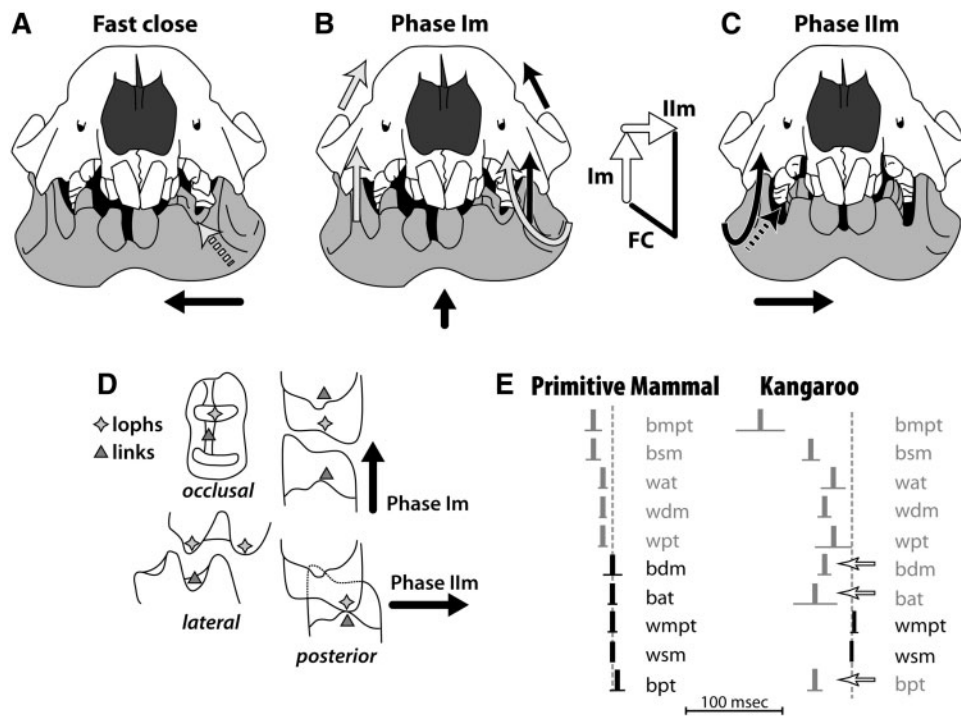 A Fast close
B Phase Im
C Phase IIm
IIm
Im
FC
D
lophs
links
occlusal
Phase Im
lateral
Phase IIm
posterior
E Primitive Mammal Kangaroo
bmpt bmpt
bsm bsm
wat wat
wdm wdm
wpt wpt
bdm bdm
bat bat
wmpt wmpt
wsm wsm
bpt bpt
100 msec